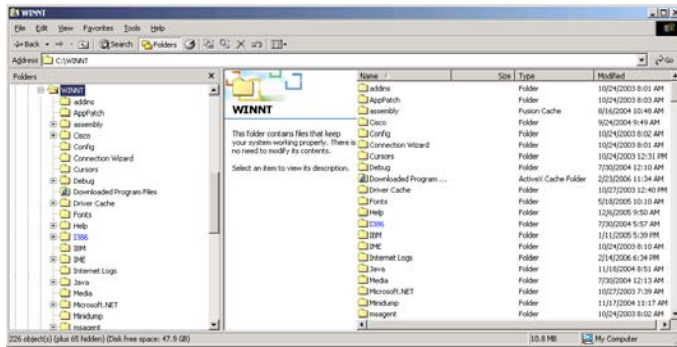 WINNT
File Edit View Favorites Tools Help
Back Search Folders
Address C:\WINNT Go
Folders
WINNT
addins
AppPatch
assembly
Cisco
Config
Connection Wizard
Cursors
Debug
Downloaded Program Files
Driver Cache
Fonts
Help
I386
IBM
IME
Internet Logs
Java
Media
Microsoft.NET
Minidump
msagent
WINNT
This folder contains files that keep
your system working properly. There is
no need to modify its contents.
Select an item to view its description.
Name Size Type Modified
addins Folder 10/24/2003 8:01 AM
AppPatch Folder 10/24/2003 8:03 AM
assembly Fusion Cache 8/16/2004 10:48 AM
Cisco Folder 9/24/2004 9:49 AM
Config Folder 10/24/2003 8:02 AM
Connection Wizard Folder 10/24/2003 8:01 AM
Cursors Folder 10/24/2003 12:31 PM
Debug Folder 7/30/2004 12:10 AM
Downloaded Program ... ActiveX Cache Folder 2/23/2006 11:34 AM
Driver Cache Folder 10/27/2003 12:40 PM
Fonts Folder 5/18/2005 10:10 AM
Help Folder 12/6/2005 9:50 AM
I386 Folder 7/30/2004 5:57 AM
IBM Folder 1/11/2005 5:39 PM
IME Folder 10/24/2003 8:10 AM
Internet Logs Folder 2/14/2006 6:34 PM
Java Folder 11/18/2004 8:51 AM
Media Folder 7/30/2004 12:13 AM
Microsoft.NET Folder 10/27/2003 7:39 AM
Minidump Folder 11/17/2004 11:17 AM
msagent Folder 10/24/2003 8:02 AM
226 object(s) (plus 65 hidden) (Disk free space: 47.9 GB) 10.8 MB My Computer